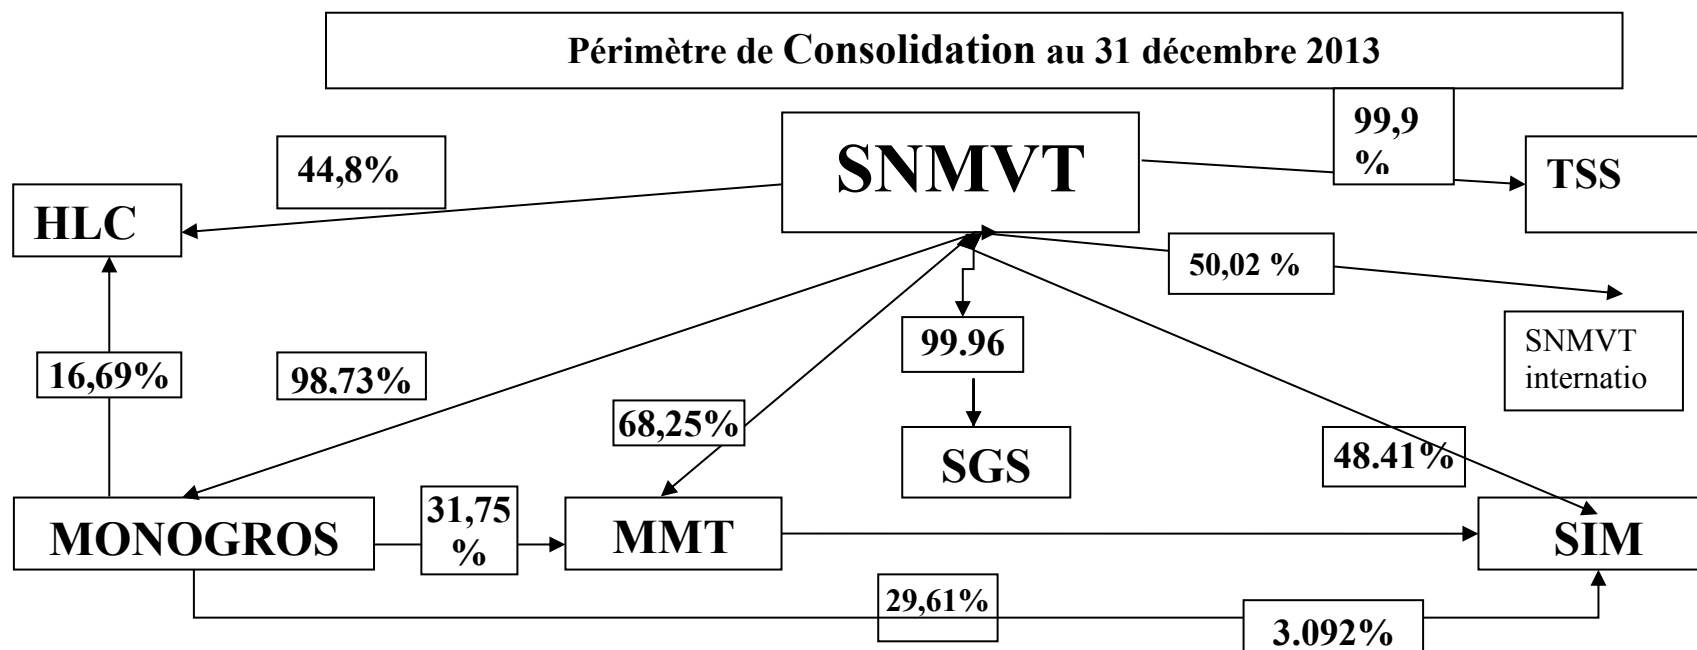 Périmètre de Consolidation au 31 décembre 2013
99,9
%
SNMVT
44,8%
TSS
HLC
50,02 %
99.96
SNMVT
internatio
16,69%
98,73%
68,25%
48.41%
SGS
31,75
%
MONOGROS
MMT
SIM
29,61%
3.092%